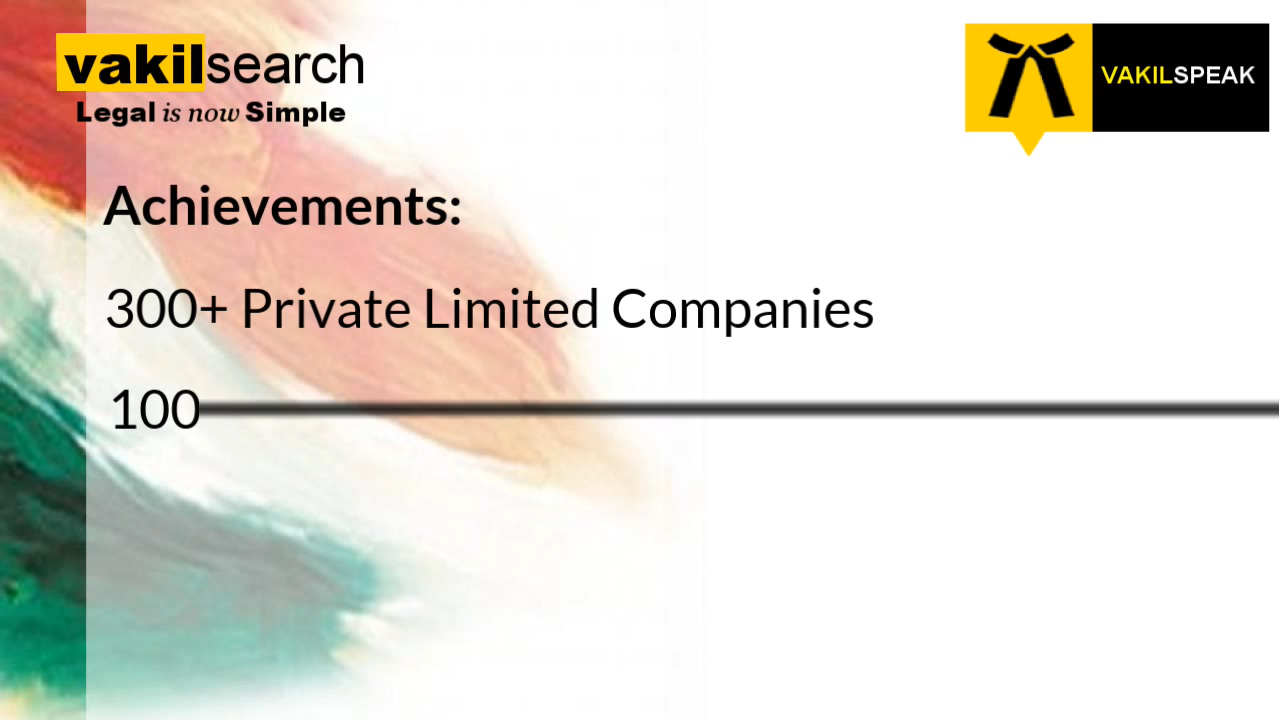 vakilsearch
Legal is now Simple
VAKILSPEAK
Achievements:
300+ Private Limited Companies
100